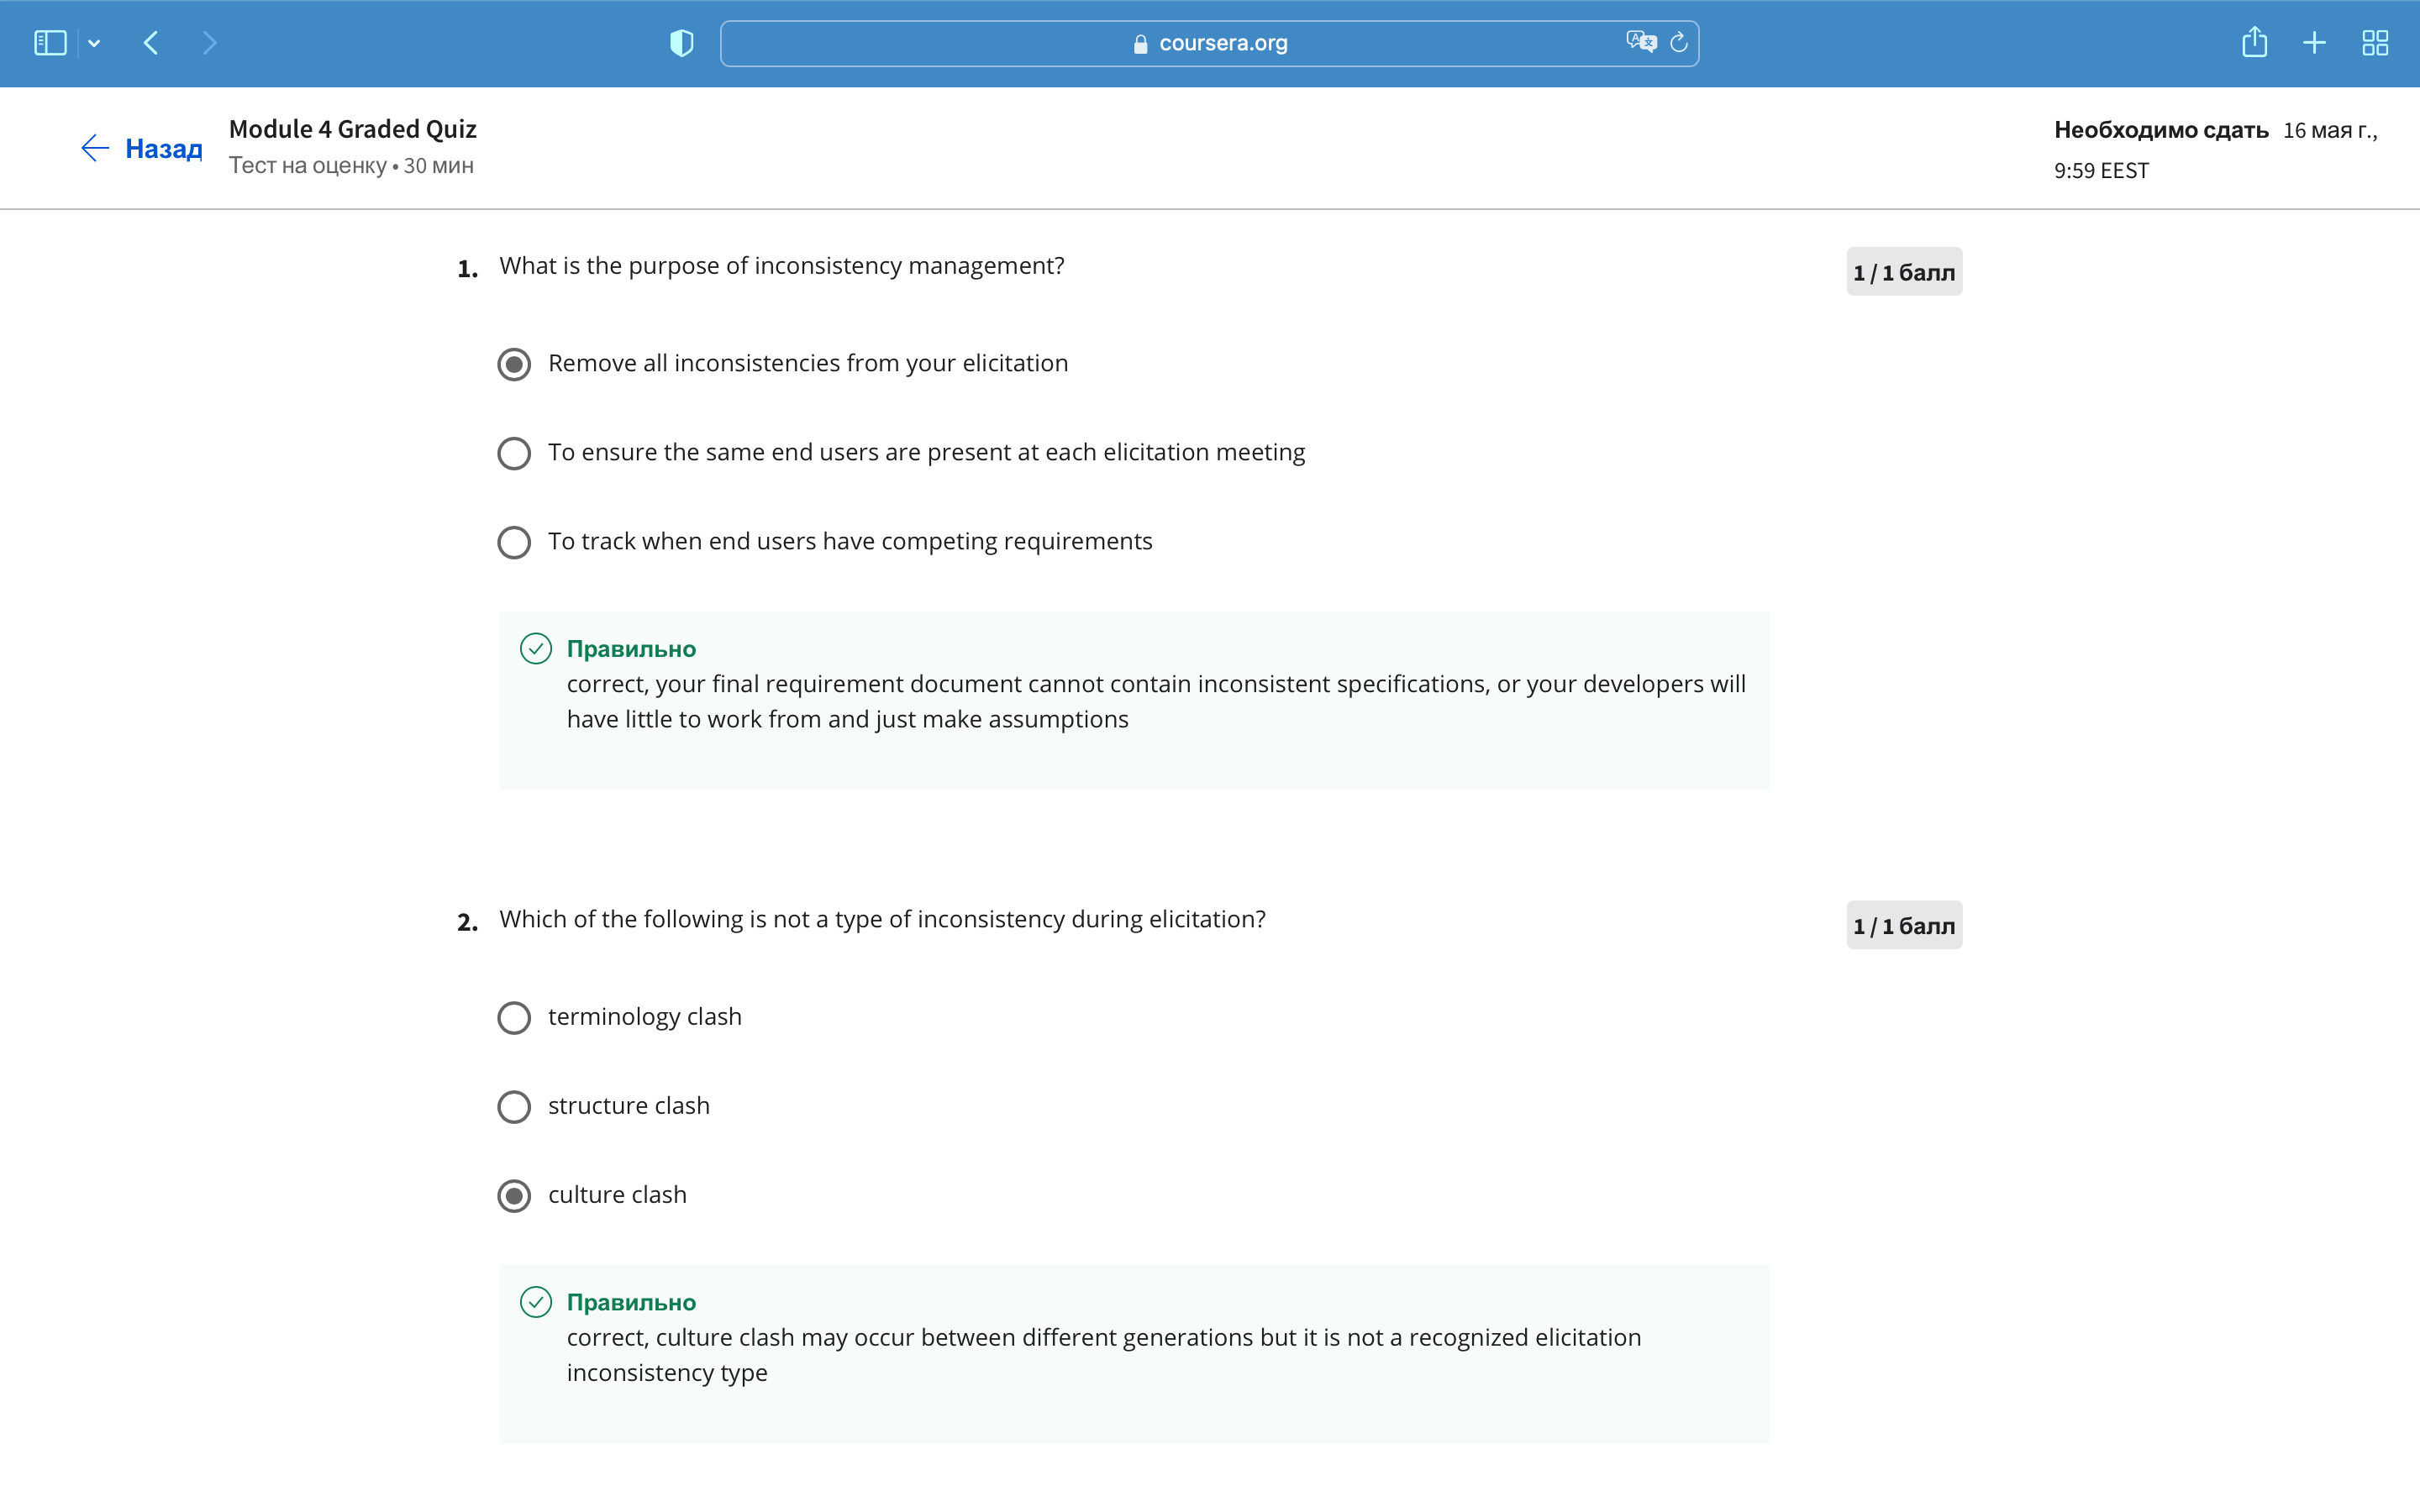 coursera.org
Назад
Module 4 Graded Quiz
Тест на оценку • 30 мин
Необходимо сдать 16 мая г.,
9:59 EEST
1. What is the purpose of inconsistency management?
1 / 1 балл
Remove all inconsistencies from your elicitation
To ensure the same end users are present at each elicitation meeting
To track when end users have competing requirements
Правильно
correct, your final requirement document cannot contain inconsistent specifications, or your developers will
have little to work from and just make assumptions
2. Which of the following is not a type of inconsistency during elicitation?
1 / 1 балл
terminology clash
structure clash
culture clash
Правильно
correct, culture clash may occur between different generations but it is not a recognized elicitation
inconsistency type